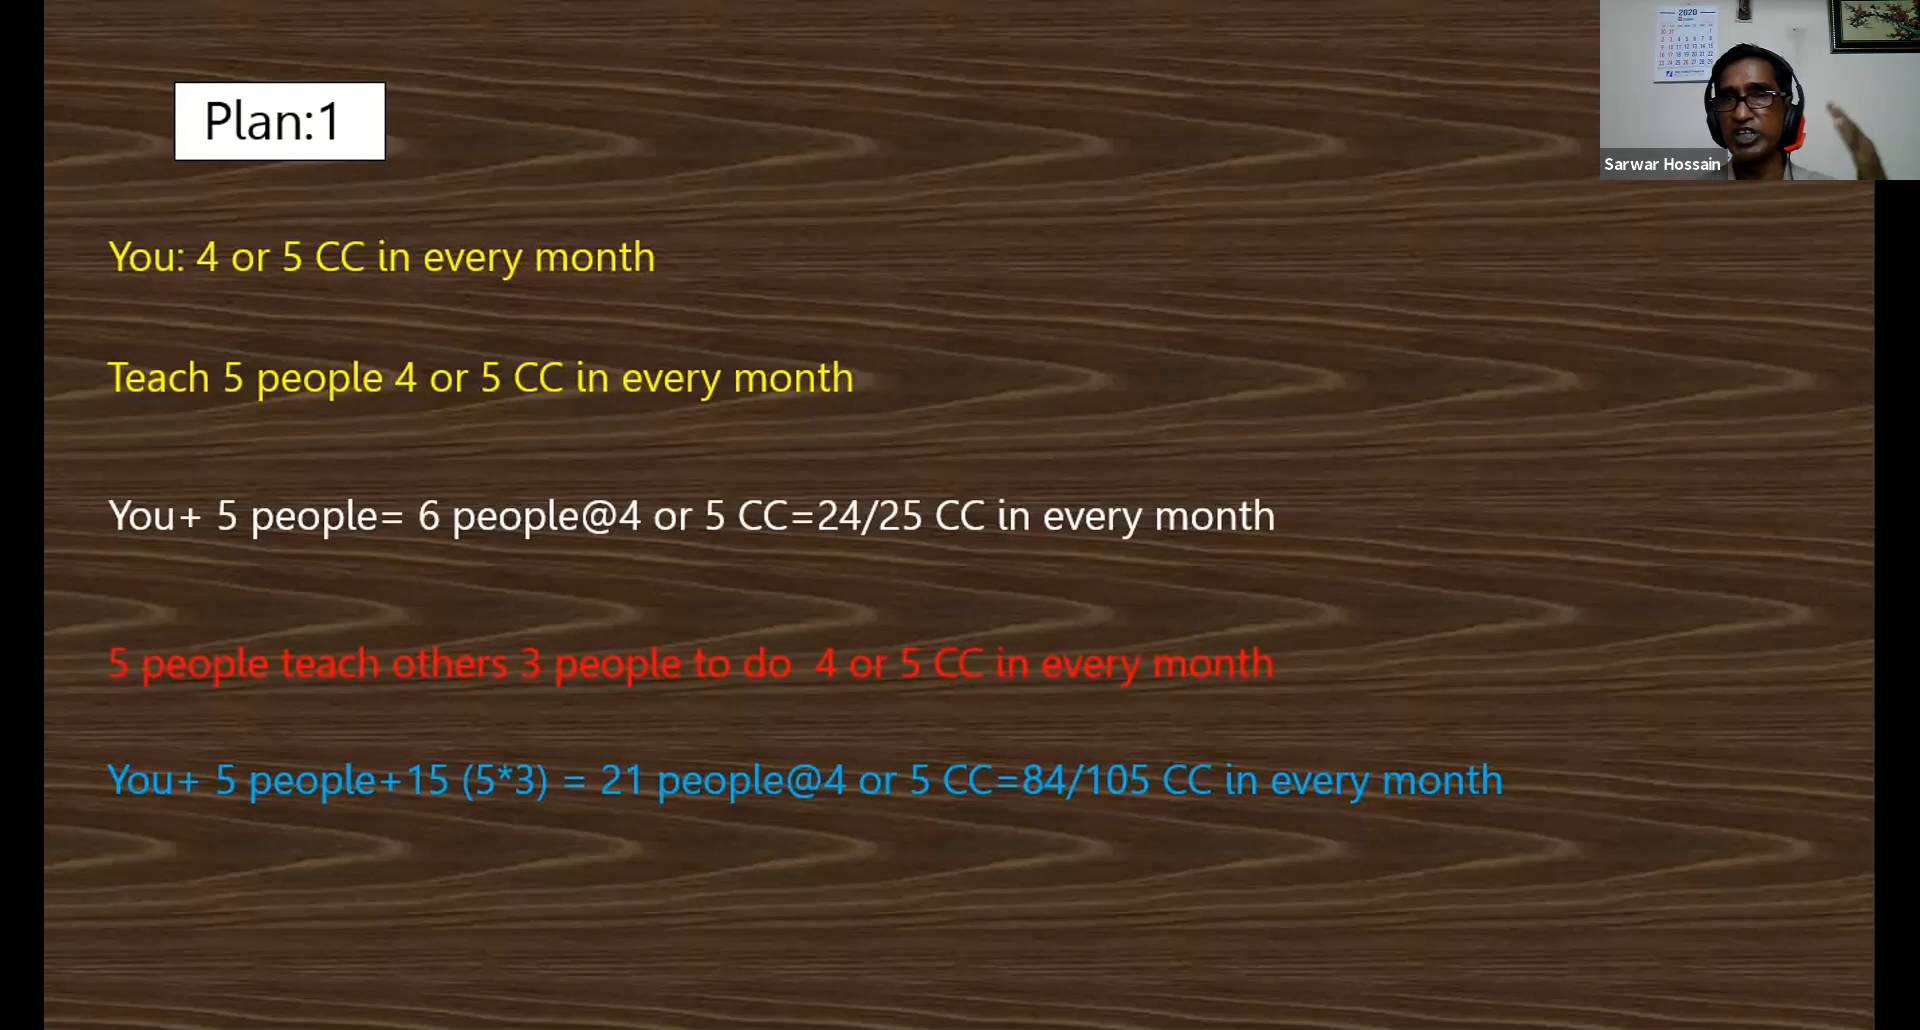 Plan:1
2020
Sarwar Hossain
You: 4 or 5 CC in every month
Teach 5 people 4 or 5 CC in every month
You+ 5 people= 6 people@4 or 5 CC=24/25 CC in every month
5 people teach others 3 people to do  4 or 5 CC in every month
You+ 5 people+15 (5*3) = 21 people@4 or 5 CC=84/105 CC in every month